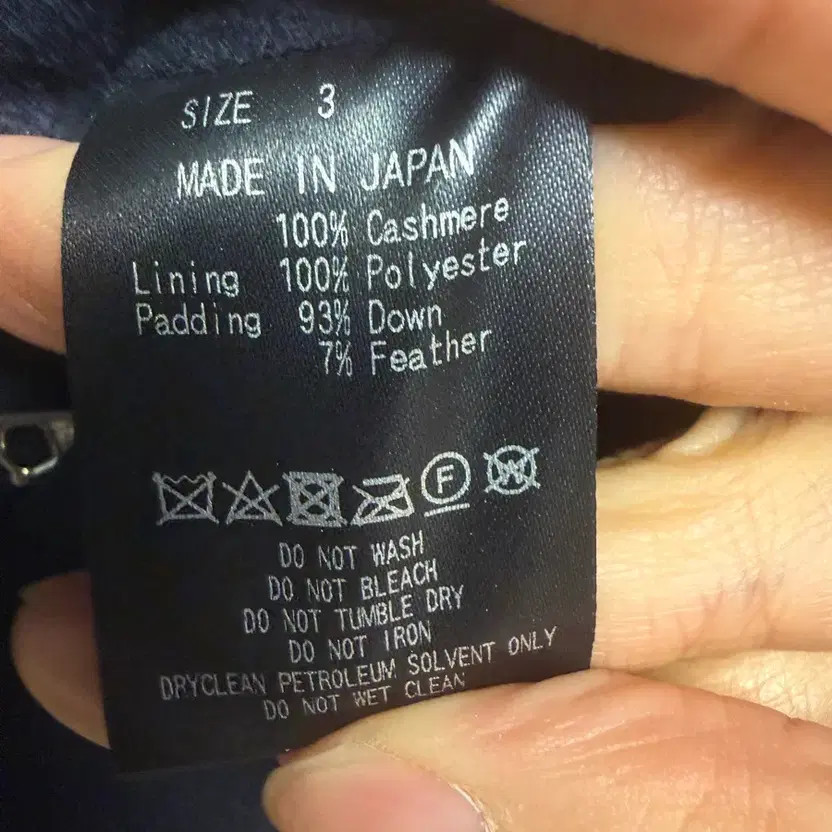 SIZE 3
MADE IN JAPAN
100% Cashmere
Lining 100% Polyester
Padding 93% Down
7% Feather
F W
DO NOT WASH
DO NOT BLEACH
DO NOT TUMBLE DRY
DO NOT IRON
DRYCLEAN PETROLEUM SOLVENT ONLY
DO NOT WET CLEAN